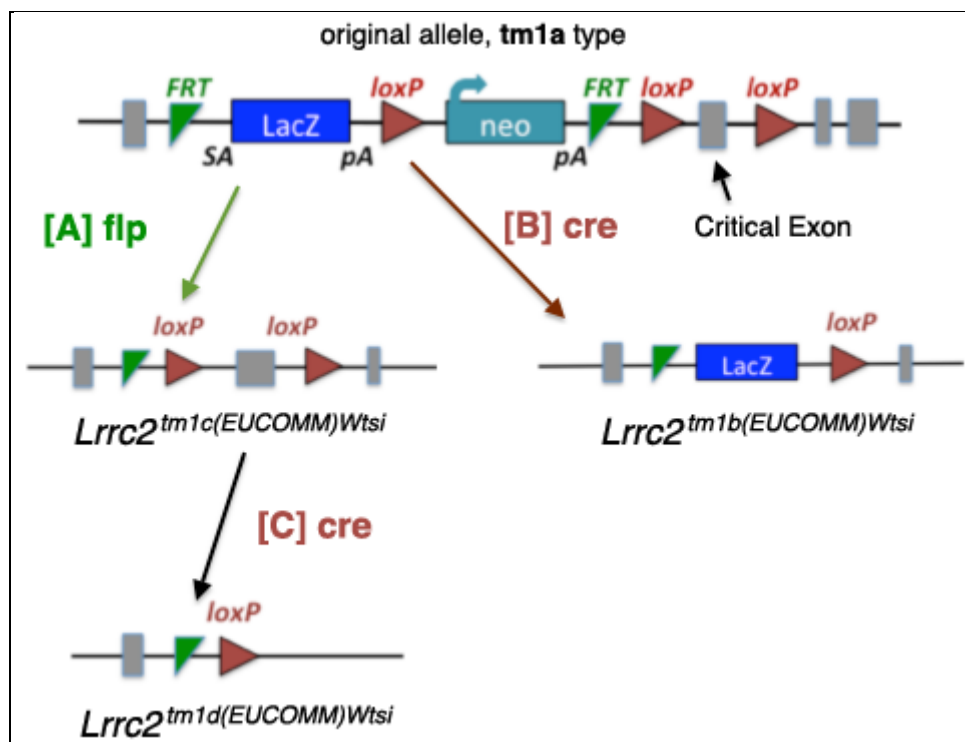 original allele, tm1a type
FRT loxP FRT loxP loxP
LacZ neo
SA pA pA
Critical Exon
[A] flp
[B] cre
loxP loxP
Lrrc2tm1c(EUCOMM)Wtsi
loxP
LacZ
Lrrc2tm1b(EUCOMM)Wtsi
[C] cre
loxP
Lrrc2tm1d(EUCOMM)Wtsi